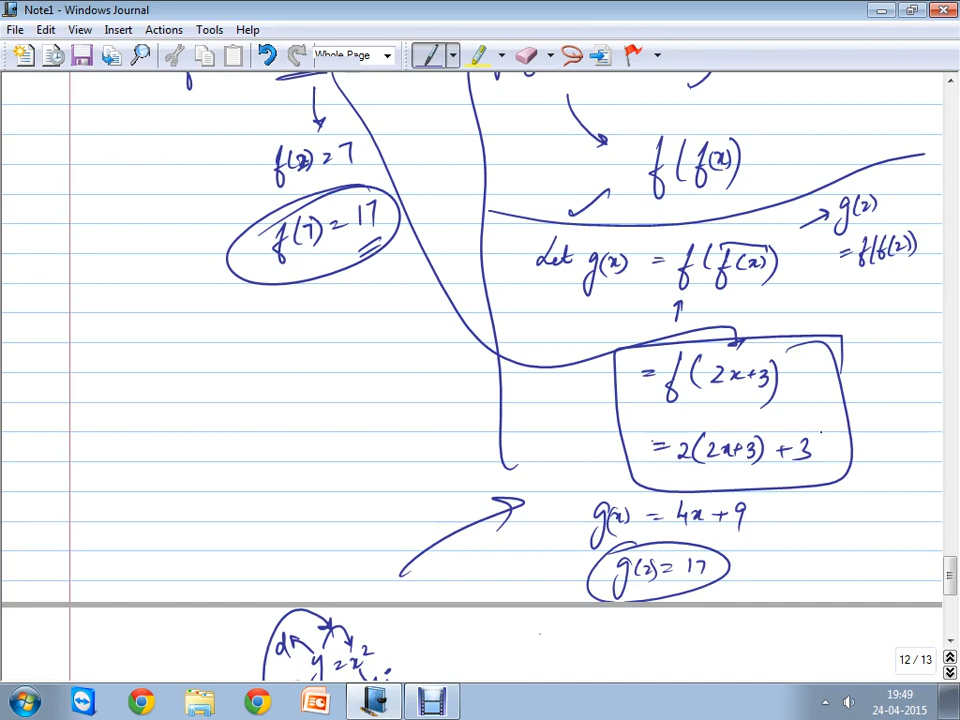 Note1 - Windows Journal
File Edit View Insert Actions Tools Help
Whole Page
f(2) = 7
f(7) = 17
f(f(x))
g(2)
= f(f(2))
Let g(x) = f(f(x))
= f(2x+3)
= 2(2x+3) + 3
g(x) = 4x + 9
g(2) = 17
y = x²
12 / 13
19:49
24-04-2015